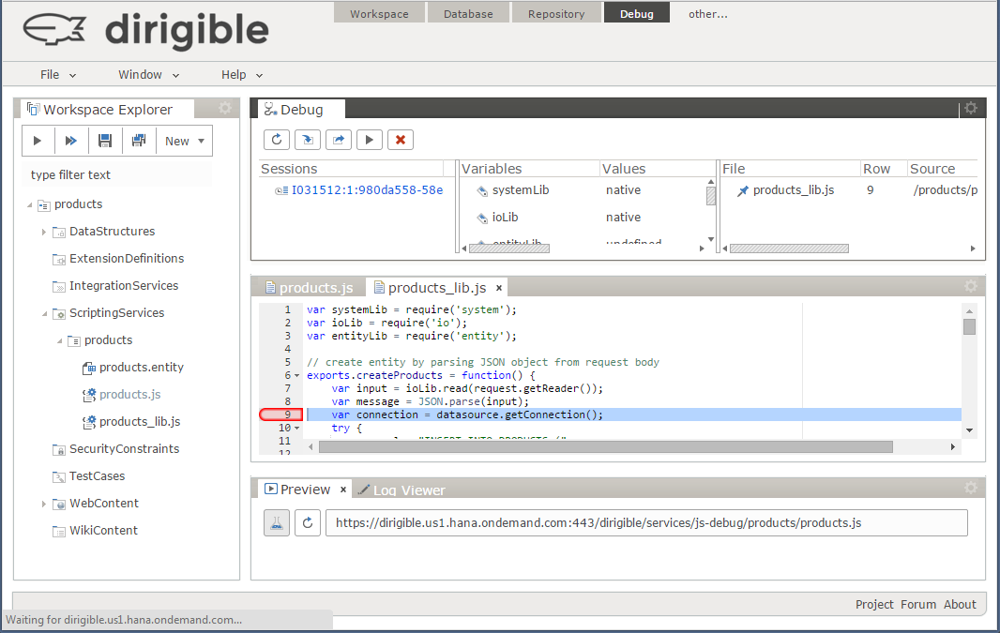 Workspace Database Repository Debug other...
dirigible
File Window Help
Workspace Explorer
New
type filter text
products
DataStructures
ExtensionDefinitions
IntegrationServices
ScriptingServices
products
products.entity
products.js
products_lib.js
SecurityConstraints
TestCases
WebContent
WikiContent
Debug
Sessions Variables Values File Row Source
I031512:1:980da558-58e systemLib native products_lib.js 9 /products/p
ioLib native
entityLib undefined
products.js products_lib.js x
1 var systemLib = require('system');
2 var ioLib = require('io');
3 var entityLib = require('entity');
4
5 // create entity by parsing JSON object from request body
6 exports.createProducts = function() {
7 var input = ioLib.read(request.getReader());
8 var message = JSON.parse(input);
9 var connection = datasource.getConnection();
10 try {
11 "INSERT INTO PRODUCTS ("
12
Preview x Log Viewer
https://dirigible.us1.hana.ondemand.com:443/dirigible/services/js-debug/products/products.js
Project Forum About
Waiting for dirigible.us1.hana.ondemand.com...